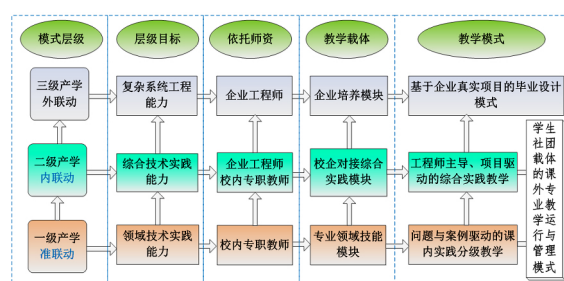 模式层级
层级目标
依托师资
教学载体
教学模式
三级产学
外联动
复杂系统工程
能力
企业工程师
企业培养模块
基于企业真实项目的毕业设计
模式
二级产学
内联动
综合技术实践
能力
企业工程师
校内专职教师
校企对接综合
实践模块
工程师主导、项目驱
动的综合实践教学
一级产学
准联动
领域技术实践
能力
校内专职教师
专业领域技能
模块
问题与案例驱动的课
内实践分级教学
学生
社团
载体
的课
外专
业教
学运
行与
管理
模式